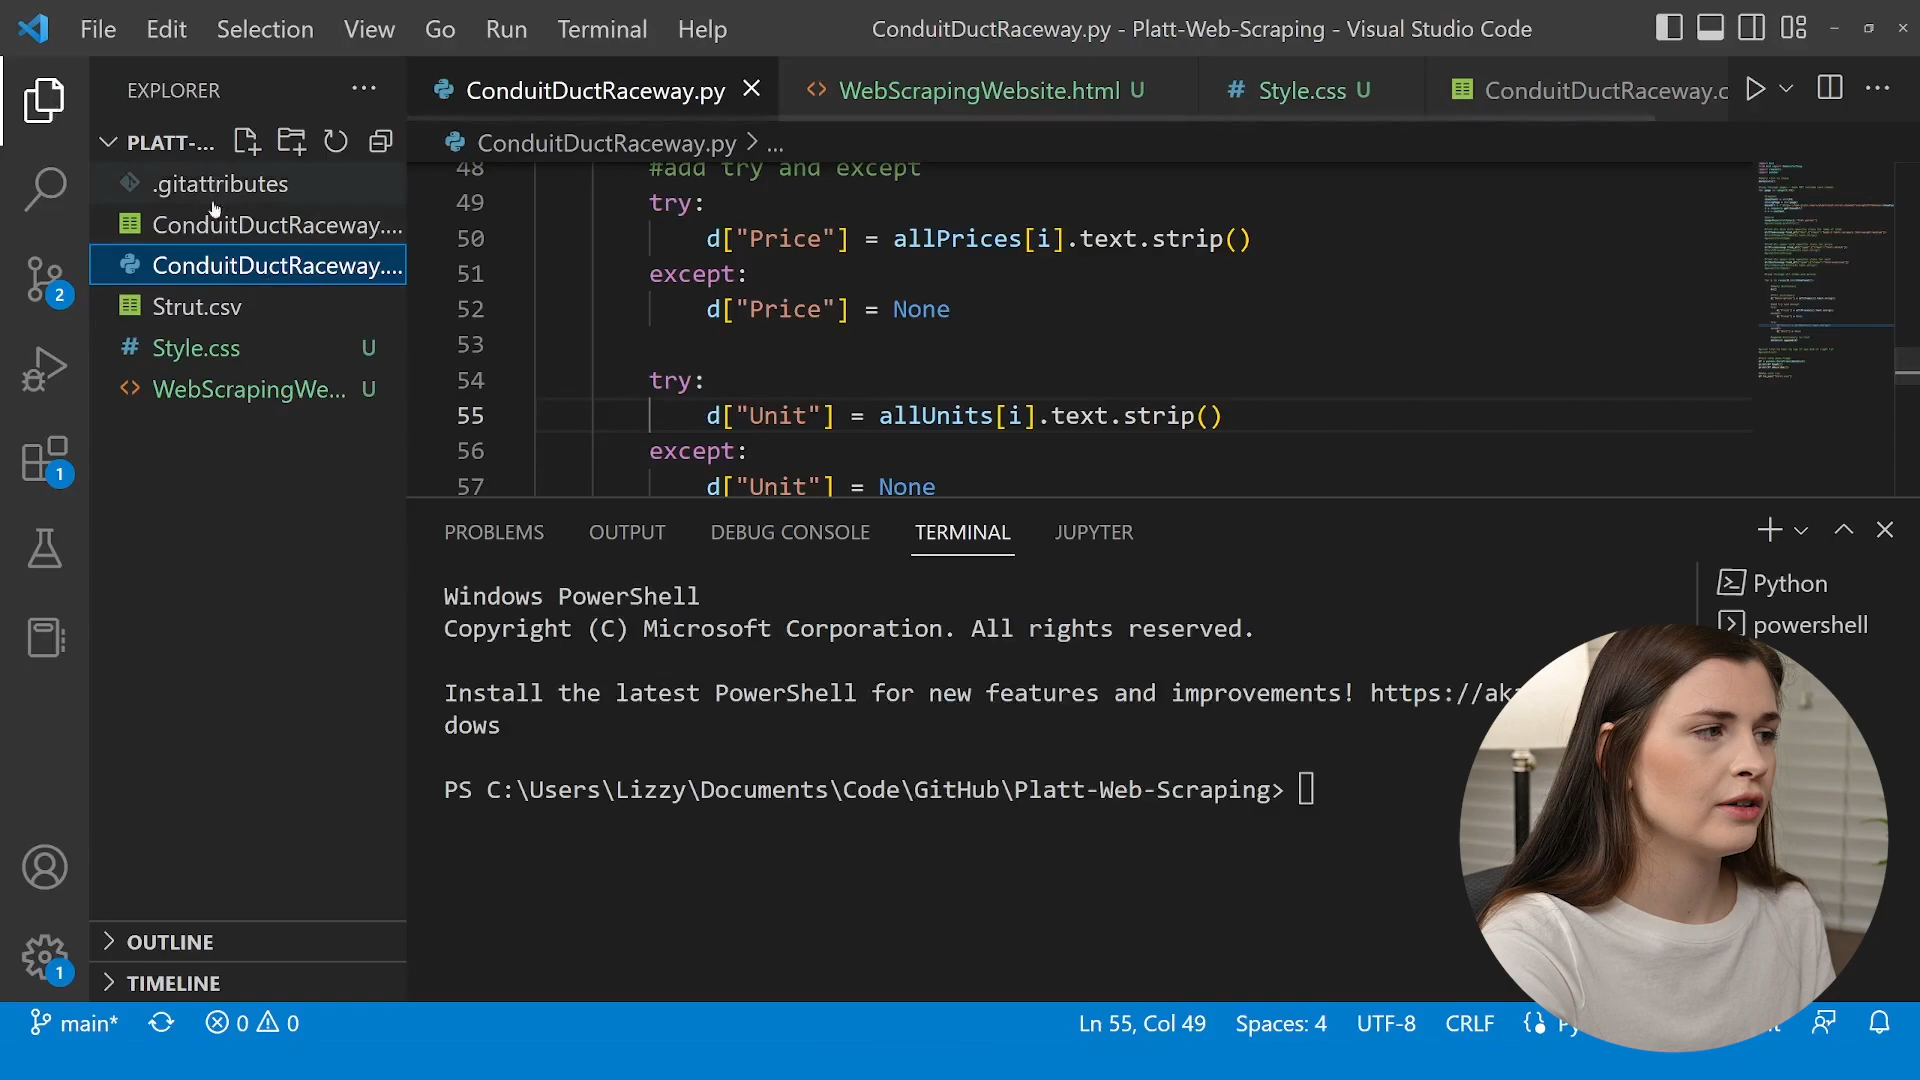 File Edit Selection View Go Run Terminal Help
ConduitDuctRaceway.py - Platt-Web-Scraping - Visual Studio Code
EXPLORER
PLATT-...
.gitattributes
ConduitDuctRaceway....
ConduitDuctRaceway....
Strut.csv
Style.css U
WebScrapingWe... U
OUTLINE
TIMELINE
2
1
1
ConduitDuctRaceway.py
WebScrapingWebsite.html U
Style.css U
ConduitDuctRaceway.c
ConduitDuctRaceway.py > ...
48 #add try and except
49 try:
50 d["Price"] = allPrices[i].text.strip()
51 except:
52 d["Price"] = None
53
54 try:
55 d["Unit"] = allUnits[i].text.strip()
56 except:
57 d["Unit"] = None
PROBLEMS OUTPUT DEBUG CONSOLE TERMINAL JUPYTER
Python
powershell
Windows PowerShell
Copyright (C) Microsoft Corporation. All rights reserved.
Install the latest PowerShell for new features and improvements! https://ak
dows
PS C:\Users\Lizzy\Documents\Code\GitHub\Platt-Web-Scraping>
main* 0 0 Ln 55, Col 49 Spaces: 4 UTF-8 CRLF